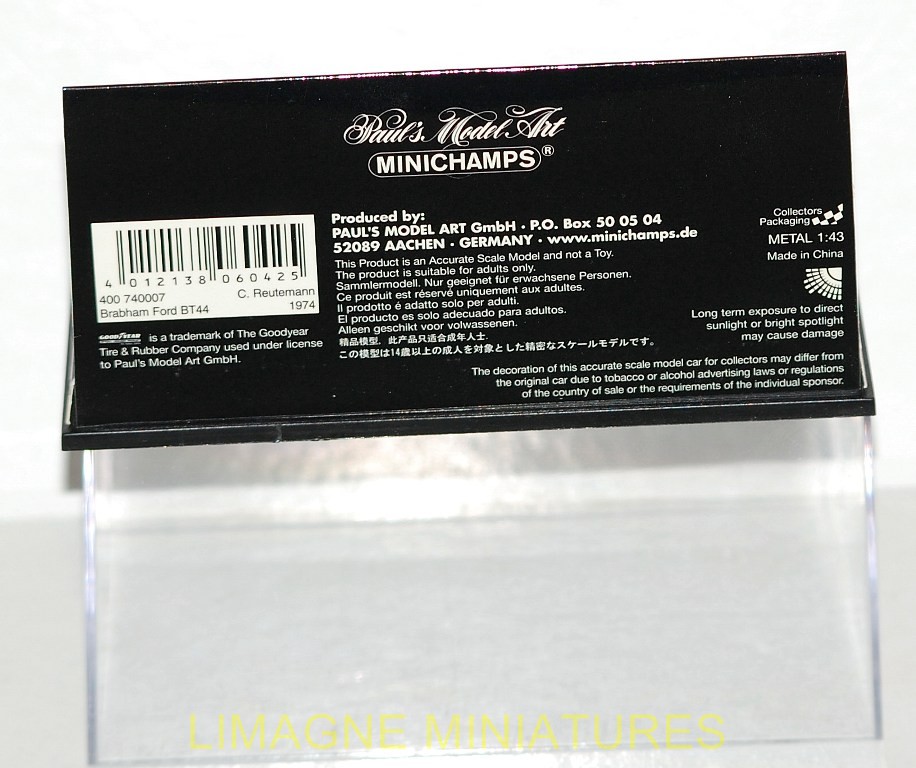 Paul's Model Art
MINICHAMPS®
4 012138 060425
400 740007 C. Reutemann
Brabham Ford BT44 1974
GOODYEAR is a trademark of The Goodyear
Tire & Rubber Company used under license
to Paul's Model Art GmbH.
Produced by:
PAUL'S MODEL ART GmbH · P.O. Box 50 05 04
52089 AACHEN · GERMANY · www.minichamps.de
This Product is an Accurate Scale Model and not a Toy.
The product is suitable for adults only.
Sammlermodell. Nur geeignet für erwachsene Personen.
Ce produit est réservé uniquement aux adultes.
Il prodotto é adatto solo per adulti.
El producto es solo adecuado para adultos.
Alleen geschikt voor volwassenen.
精品模型．此产品只适合成年人士．
この模型は14歳以上の成人を対象とした精密なスケールモデルです。
Collectors
Packaging
METAL 1:43
Made in China
Long term exposure to direct
sunlight or bright spotlight
may cause damage
The decoration of this accurate scale model car for collectors may differ from
the original car due to tobacco or alcohol advertising laws or regulations
of the country of sale or the requirements of the individual sponsor.
LIMAGNE MINIATURES